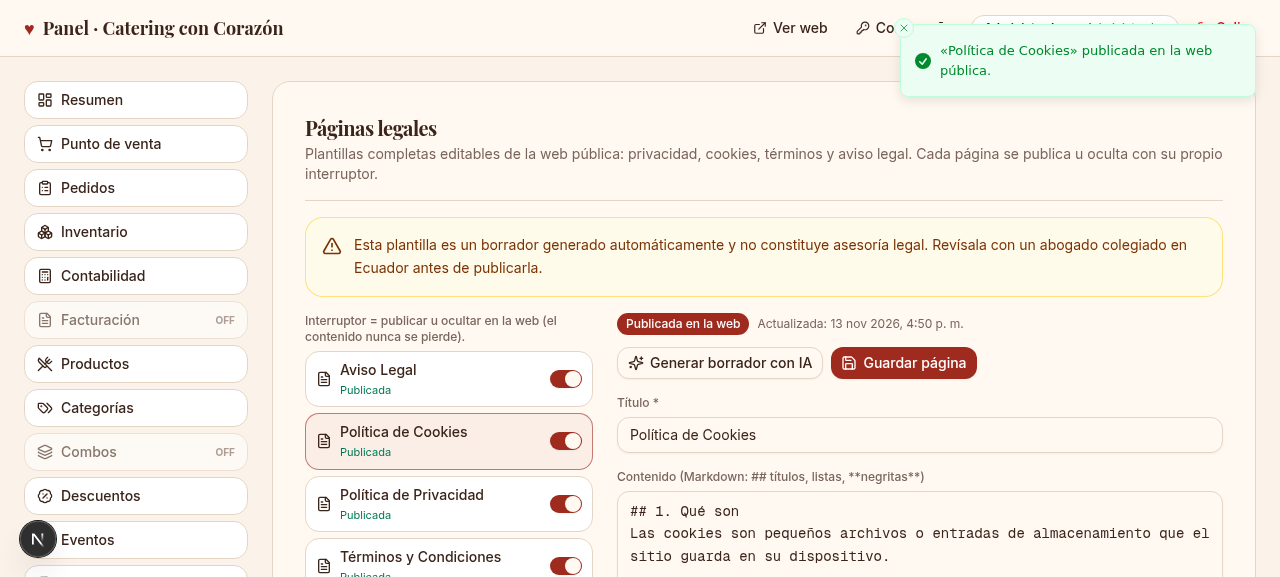 ♥ Panel · Catering con Corazón
Ver web
Co
«Política de Cookies» publicada en la web
pública.
Resumen
Punto de venta
Pedidos
Inventario
Contabilidad
Facturación OFF
Productos
Categorías
Combos OFF
Descuentos
Eventos
Páginas legales
Plantillas completas editables de la web pública: privacidad, cookies, términos y aviso legal. Cada página se publica u oculta con su propio
interruptor.
Esta plantilla es un borrador generado automáticamente y no constituye asesoría legal. Revísala con un abogado colegiado en
Ecuador antes de publicarla.
Interruptor = publicar u ocultar en la web (el
contenido nunca se pierde).
Aviso Legal
Publicada
Política de Cookies
Publicada
Política de Privacidad
Publicada
Términos y Condiciones
Publicada
Publicada en la web Actualizada: 13 nov 2026, 4:50 p. m.
Generar borrador con IA
Guardar página
Título *
Política de Cookies
Contenido (Markdown: ## títulos, listas, **negritas**)
## 1. Qué son
Las cookies son pequeños archivos o entradas de almacenamiento que el
sitio guarda en su dispositivo.